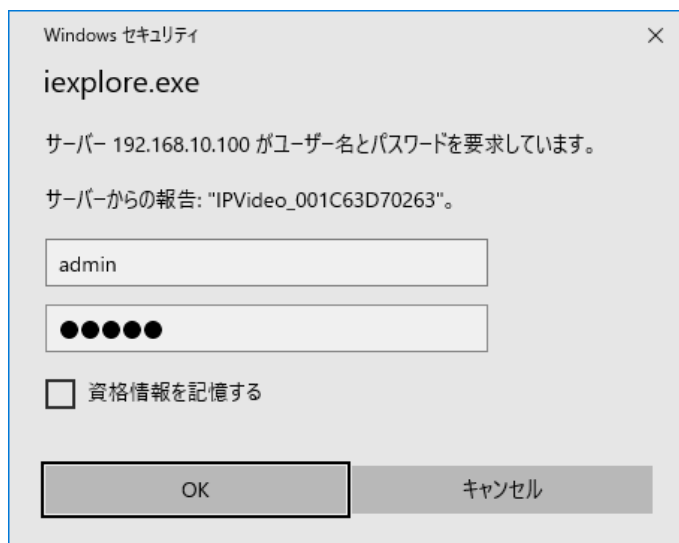 Windows セキュリティ
iexplore.exe
サーバー 192.168.10.100 がユーザー名とパスワードを要求しています。
サーバーからの報告: "IPVideo_001C63D70263"。
admin
●●●●●
資格情報を記憶する
OK
キャンセル